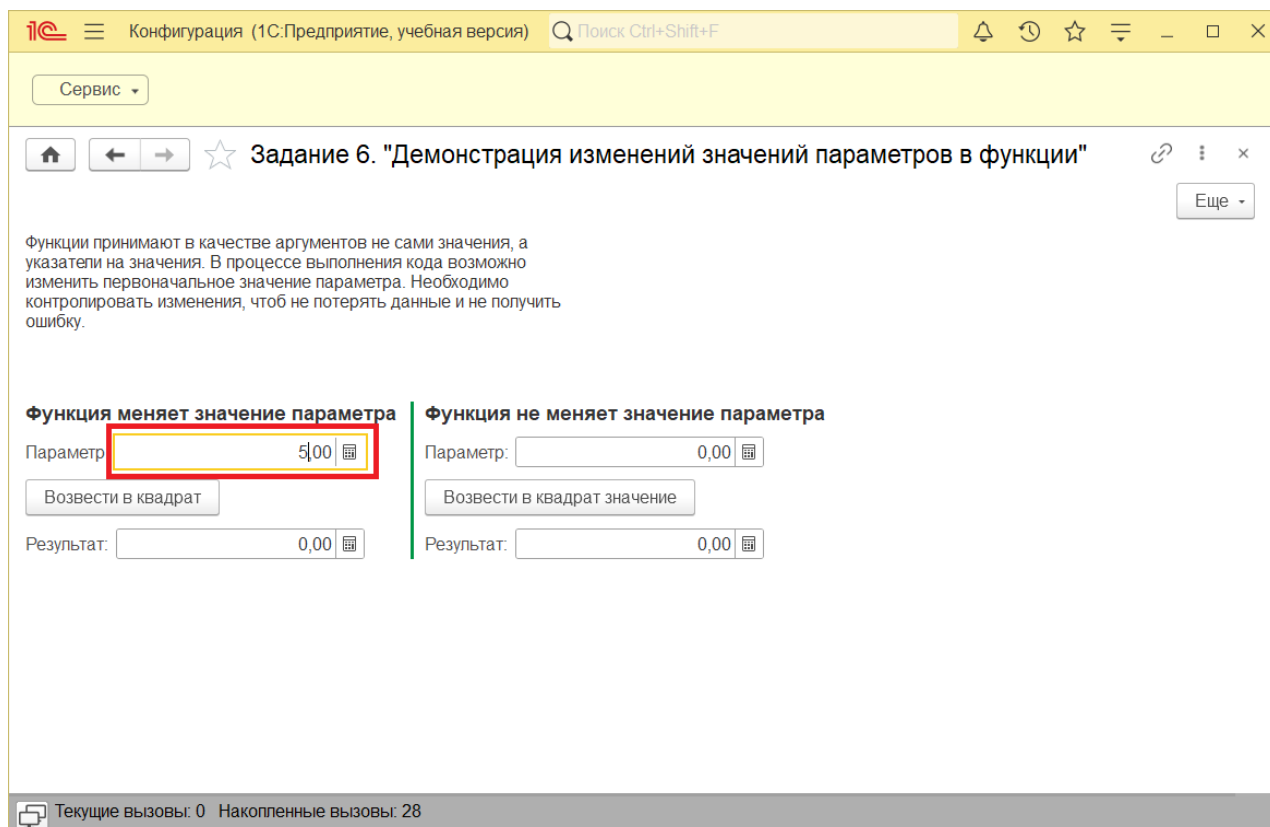 1С Конфигурация (1С:Предприятие, учебная версия) Поиск Ctrl+Shift+F
Сервис
Задание 6. "Демонстрация изменений значений параметров в функции"
Еще
Функции принимают в качестве аргументов не сами значения, а
указатели на значения. В процессе выполнения кода возможно
изменить первоначальное значение параметра. Необходимо
контролировать изменения, чтоб не потерять данные и не получить
ошибку.
Функция меняет значение параметра
Параметр 5,00
Возвести в квадрат
Результат: 0,00
Функция не меняет значение параметра
Параметр: 0,00
Возвести в квадрат значение
Результат: 0,00
Текущие вызовы: 0 Накопленные вызовы: 28